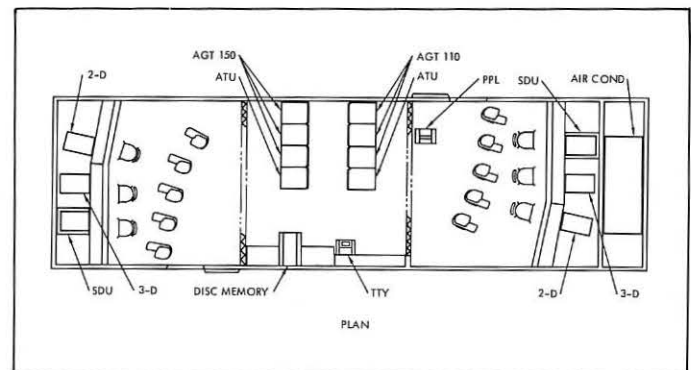 AGT 150
AGT 110
2-D
ATU
ATU
PPL
SDU
AIR COND
SDU
3-D
DISC MEMORY
TTY
2-D
3-D
PLAN